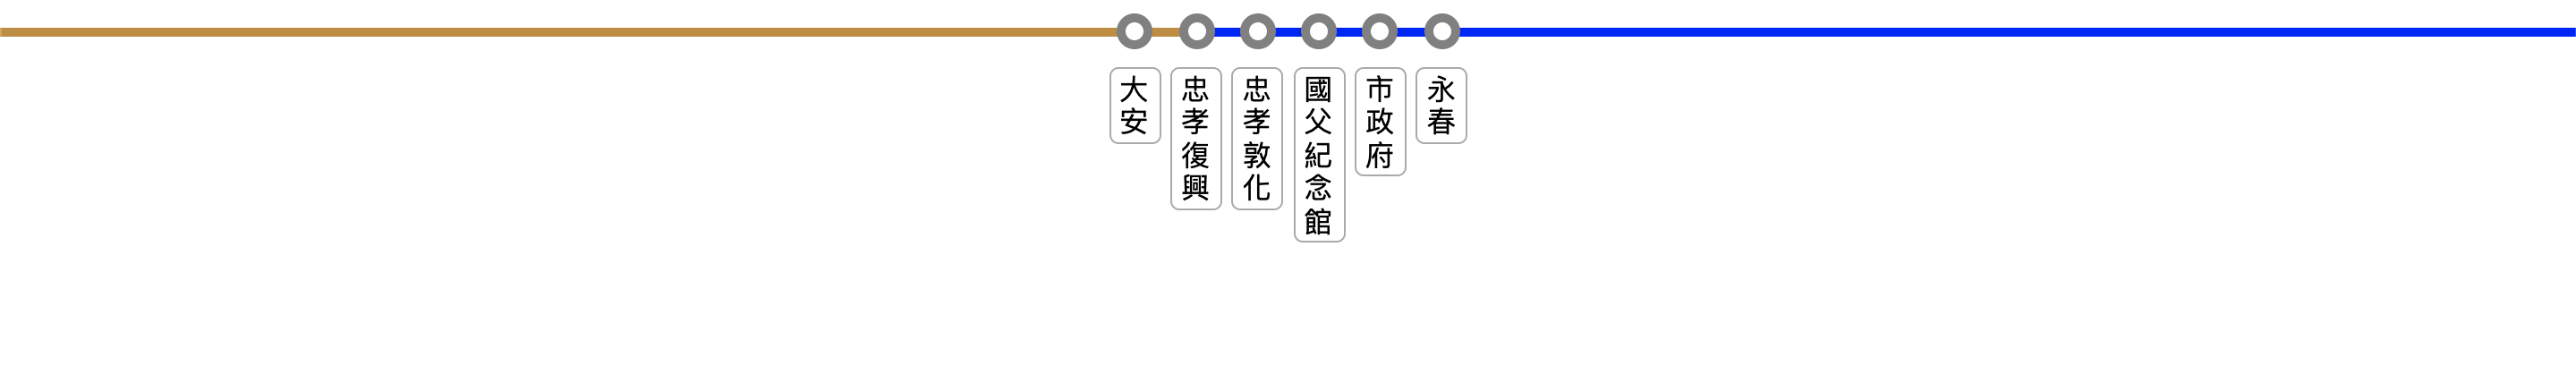 大安
忠孝復興
忠孝敦化
國父紀念館
市政府
永春